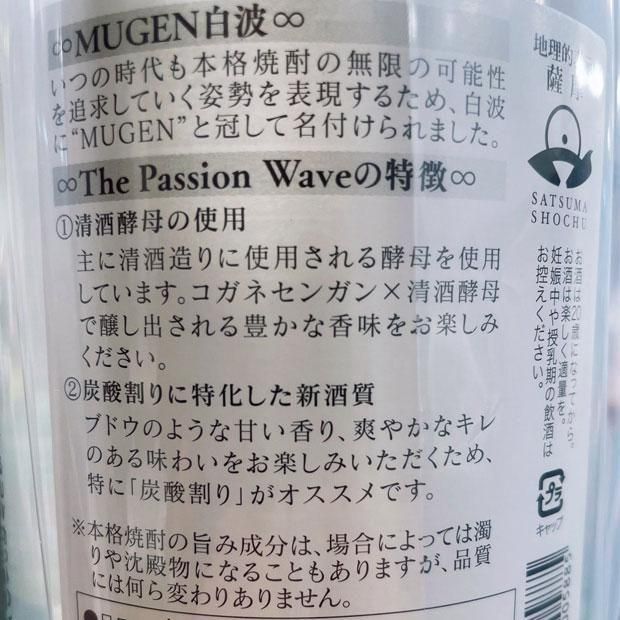 ∞MUGEN白波∞
いつの時代も本格焼酎の無限の可能性
を追求していく姿勢を表現するため、白波
に“MUGEN”と冠して名付けられました。
∞The Passion Waveの特徴∞
①清酒酵母の使用
主に清酒造りに使用される酵母を使用
しています。コガネセンガン×清酒酵母
で醸し出される豊かな香味をお楽しみ
ください。
②炭酸割りに特化した新酒質
ブドウのような甘い香り、爽やかなキレ
のある味わいをお楽しみいただくため、
特に「炭酸割り」がオススメです。
※本格焼酎の旨み成分は、場合によっては濁
りや沈殿物になることもありますが、品質
には何ら変わりありません。
地理的
薩摩
SATSUMA
SHOCHU
お酒は20歳になってから。
お酒は楽しく適量を。
妊娠中や授乳期の飲酒は
お控えください。
プラ
キャップ